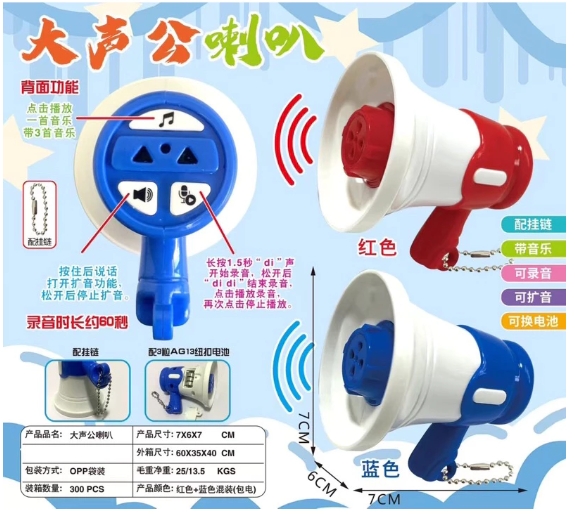 大声公喇叭
背面功能
点击播放
一首音乐
带3首音乐
配挂链
按住后说话
打开扩音功能,
松开后停止扩音.
长按1.5秒“di”声
开始录音, 松开后
“di di”结束录音,
点击播放录音,
再次点击停止播放.
录音时长约60秒
红色
配挂链
带音乐
可录音
可扩音
可换电池
蓝色
7CM
6CM
7CM
配挂链
配3粒AG13纽扣电池
产品品名: 大声公喇叭 产品尺寸: 7X6X7 CM
外箱尺寸: 60X35X40 CM
包装方式: OPP袋装 毛重净重: 25/13.5 KGS
装箱数量: 300 PCS 产品颜色: 红色+蓝色混装(包电)